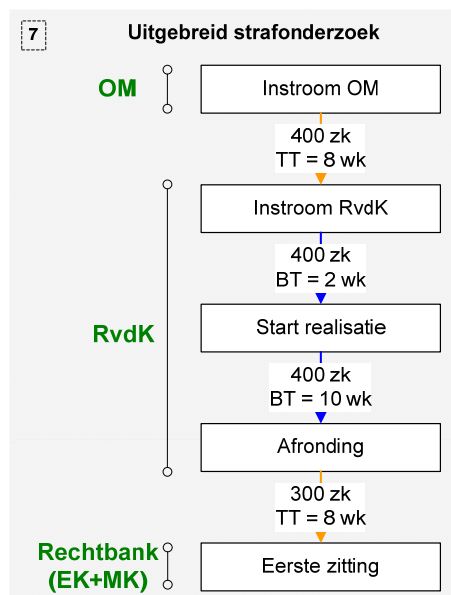 7
Uitgebreid strafonderzoek
OM
Instroom OM
400 zk
TT = 8 wk
Instroom RvdK
400 zk
BT = 2 wk
RvdK
Start realisatie
400 zk
BT = 10 wk
Afronding
300 zk
TT = 8 wk
Rechtbank
(EK+MK)
Eerste zitting